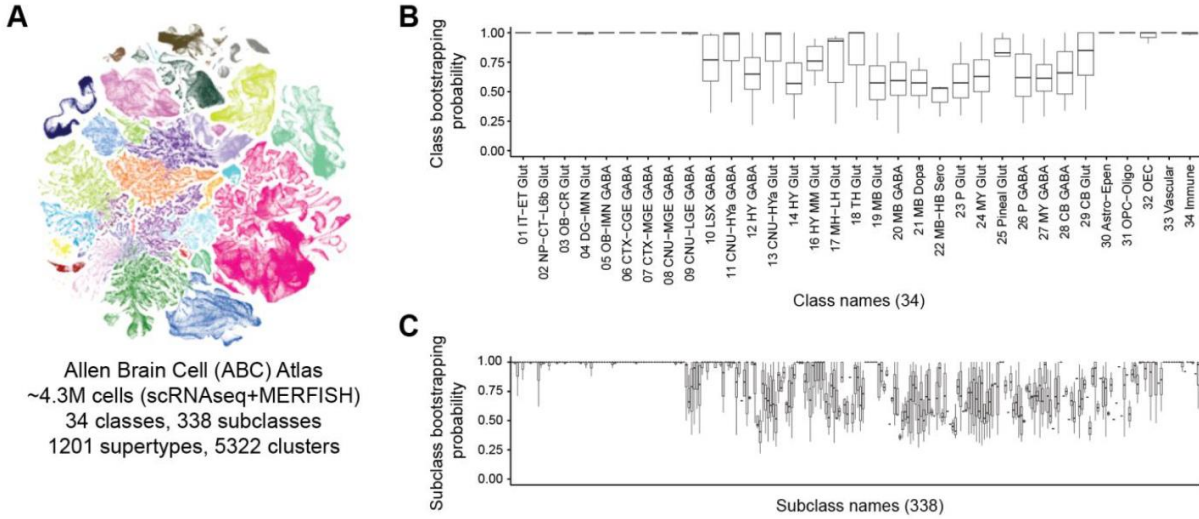 A
Allen Brain Cell (ABC) Atlas
~4.3M cells (scRNAseq+MERFISH)
34 classes, 338 subclasses
1201 supertypes, 5322 clusters
B
Class bootstrapping
probability
1.00
0.75
0.50
0.25
0.00
01 IT−ET Glut
02 NP−CT−L6b Glut
03 OB−CR Glut
04 DG−IMN Glut
05 OB−IMN GABA
06 CTX−CGE GABA
07 CTX−MGE GABA
08 CNU−MGE GABA
09 CNU−LGE GABA
10 LSX GABA
11 CNU−HYa GABA
12 HY GABA
13 CNU−HYa Glut
14 HY Glut
16 HY MM Glut
17 MH−LH Glut
18 TH Glut
19 MB Glut
20 MB GABA
21 MB Dopa
22 MB−HB Sero
23 P Glut
24 MY Glut
25 Pineal Glut
26 P GABA
27 MY GABA
28 CB GABA
29 CB Glut
30 Astro−Epen
31 OPC−Oligo
32 OEC
33 Vascular
34 Immune
Class names (34)
C
Subclass bootstrapping
probability
1.00
0.75
0.50
0.25
0.00
Subclass names (338)